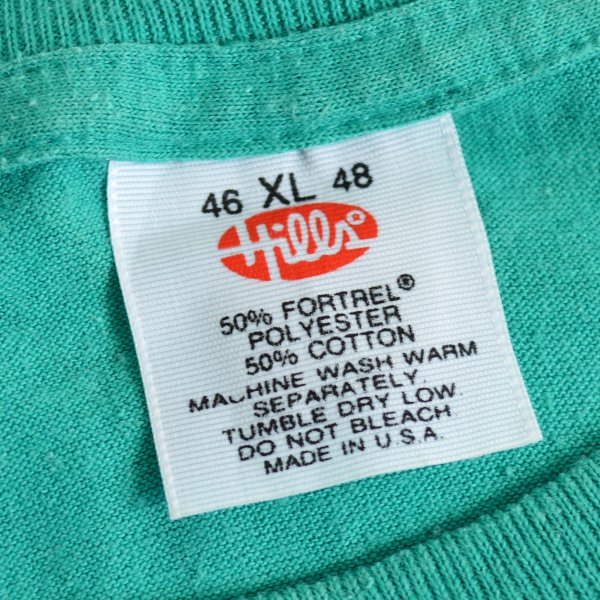 46 XL 48
Hills
50% FORTREL®
POLYESTER
50% COTTON
MACHINE WASH WARM
SEPARATELY.
TUMBLE DRY LOW.
DO NOT BLEACH
MADE IN U.S.A.